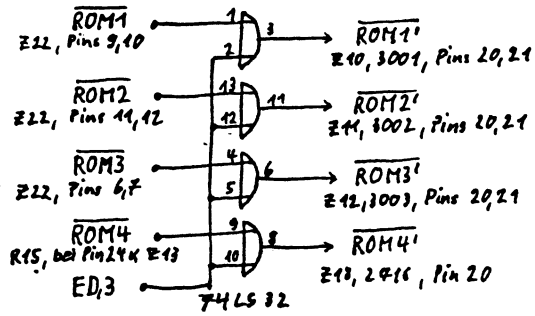 ROM1 1 3 ROM1'
Z22, Pins 9,10 2 Z10, 3001, Pins 20,21
ROM2 13 11 ROM2'
Z22, Pins 11,12 12 Z11, 3002, Pins 20,21
ROM3 4 6 ROM3'
Z22, Pins 6,7 5 Z12, 3003, Pins 20,21
ROM4 9 8 ROM4'
R15, bei Pin 24 Z13 10 Z13, 2716, Pin 20
ED,3 74 LS 32